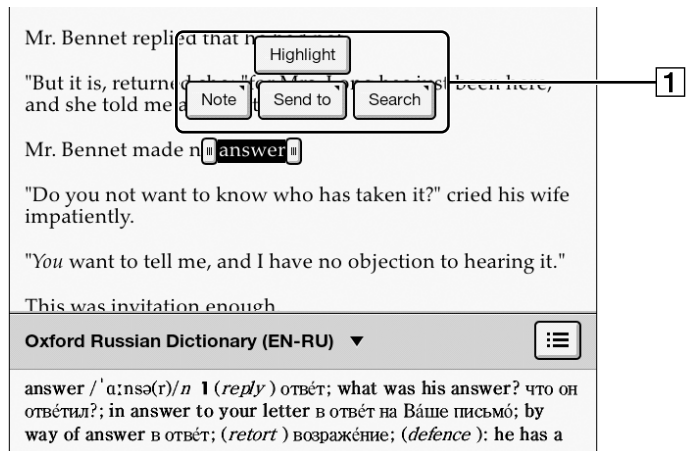 Mr. Bennet replied that
Highlight
"But it is, returned been here,
Note Send to Search
1
and she told me
Mr. Bennet made answer
"Do you not want to know who has taken it?" cried his wife
impatiently.
"You want to tell me, and I have no objection to hearing it."
This was invitation enough
Oxford Russian Dictionary (EN-RU) ▼
answer /ˈɑːnsə(r)/n 1 (reply ) отве́т; what was his answer? что он
отве́тил?; in answer to your letter в отве́т на Ва́ше письмо́; by
way of answer в отве́т; (retort ) возраже́ние; (defence ): he has a